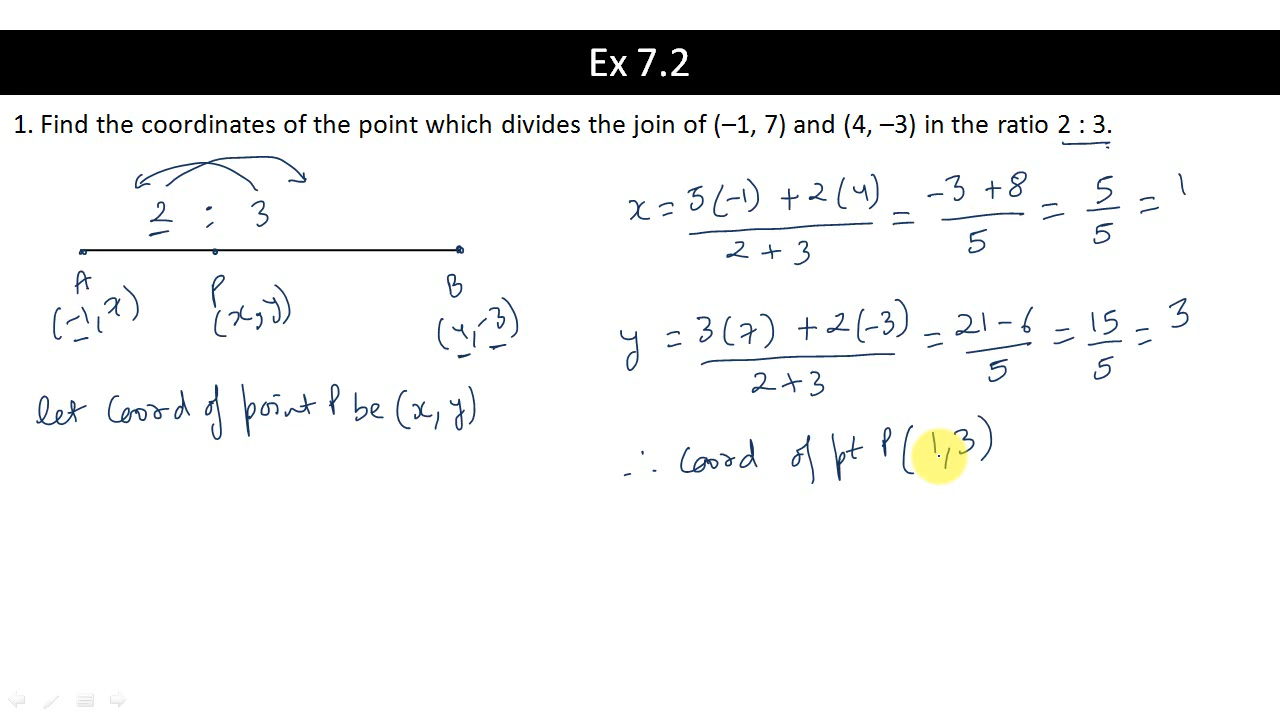 Ex 7.2
1. Find the coordinates of the point which divides the join of (–1, 7) and (4, –3) in the ratio 2 : 3.
2 : 3
A P B
(-1, 7) (x, y) (4, -3)
let Coord of point P be (x, y)
x = 3(-1) + 2(4) / 2 + 3 = -3 + 8 / 5 = 5 / 5 = 1
y = 3(7) + 2(-3) / 2 + 3 = 21 - 6 / 5 = 15 / 5 = 3
∴ Coord of pt P(1, 3)